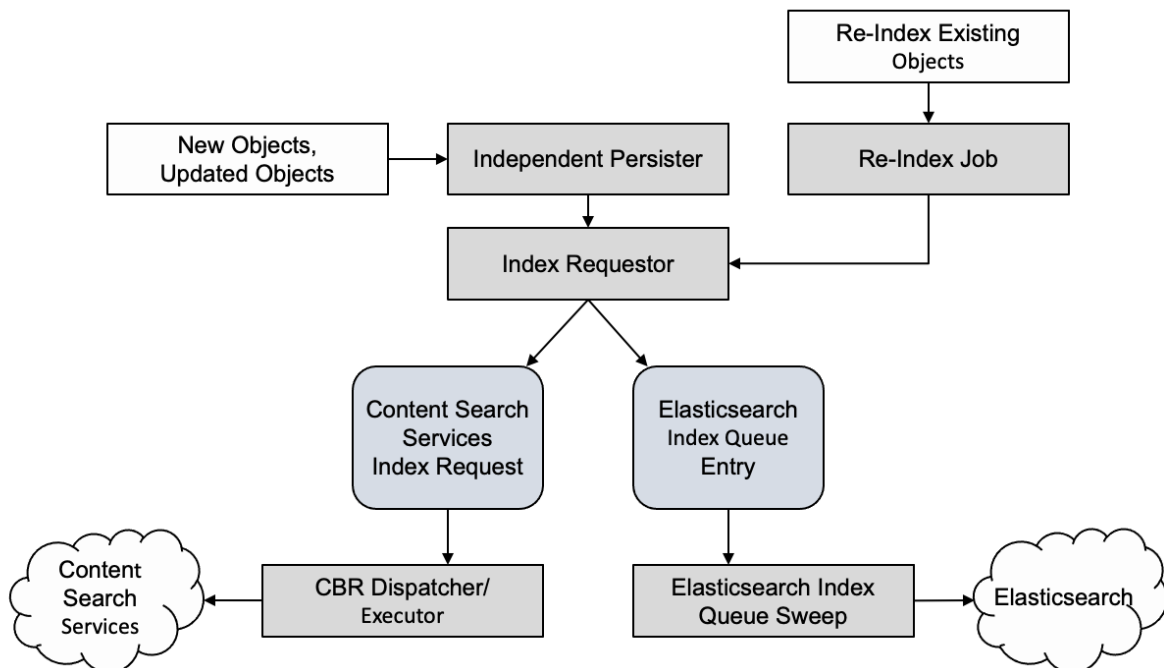 Re-Index Existing
Objects
New Objects,
Updated Objects
Independent Persister
Re-Index Job
Index Requestor
Content Search
Services
Index Request
Elasticsearch
Index Queue
Entry
Content
Search
Services
CBR Dispatcher/
Executor
Elasticsearch Index
Queue Sweep
Elasticsearch